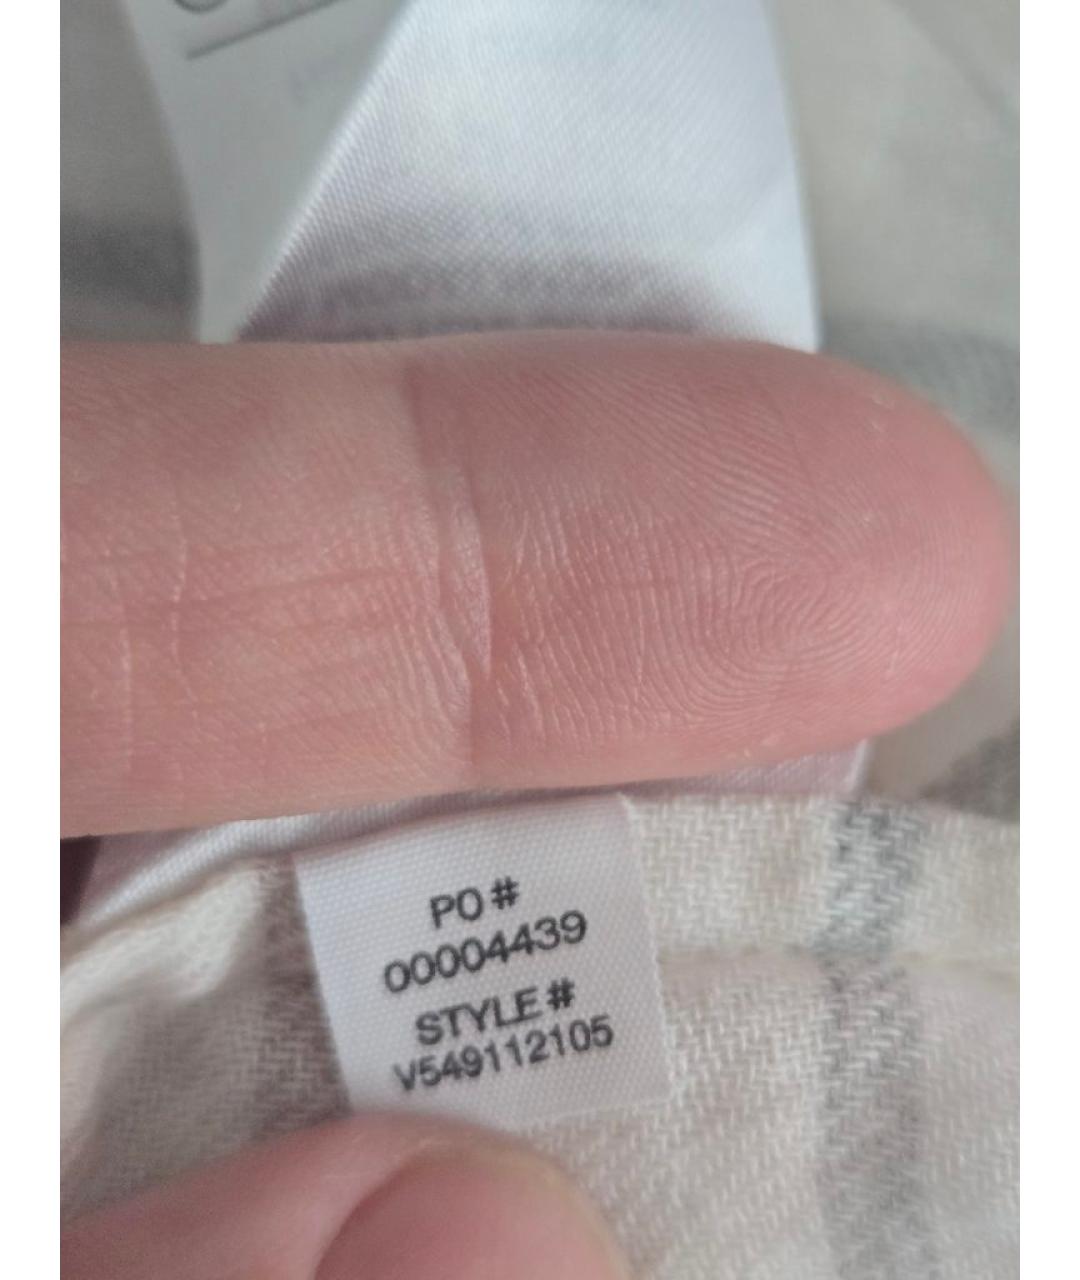 PO #
00004439
STYLE #
V549112105